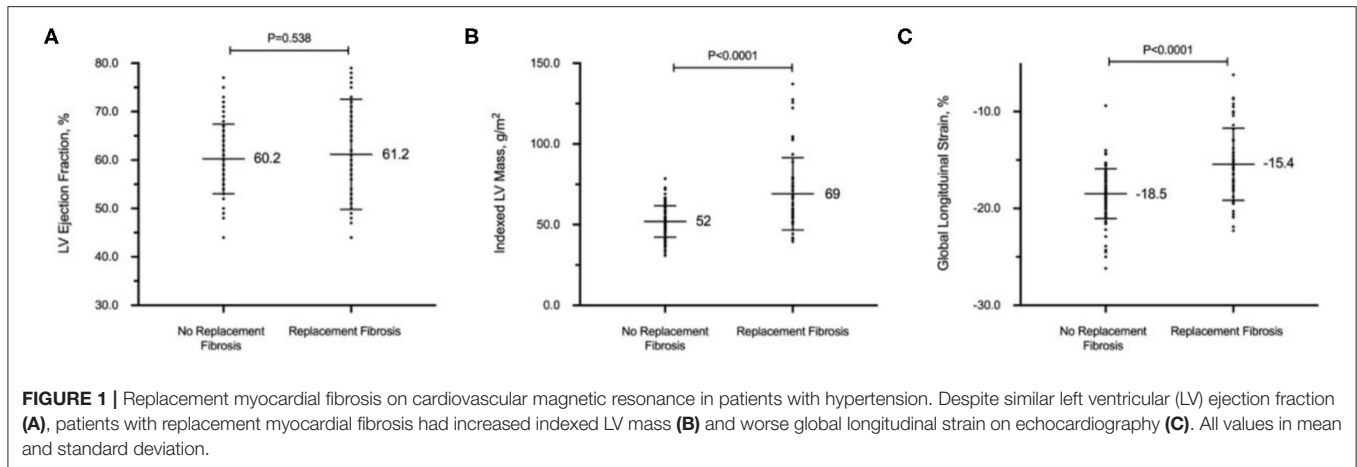 A
P=0.538
LV Ejection Fraction, %
80.0
70.0
60.0
50.0
40.0
30.0
60.2
61.2
No Replacement
Fibrosis
Replacement Fibrosis
B
P<0.0001
Indexed LV Mass, g/m²
150.0
100.0
50.0
0.0
52
69
No Replacement
Fibrosis
Replacement Fibrosis
C
P<0.0001
Global Longitduinal Strain, %
-10.0
-20.0
-30.0
-18.5
-15.4
No Replacement
Fibrosis
Replacement Fibrosis
FIGURE 1 | Replacement myocardial fibrosis on cardiovascular magnetic resonance in patients with hypertension. Despite similar left ventricular (LV) ejection fraction
(A), patients with replacement myocardial fibrosis had increased indexed LV mass (B) and worse global longitudinal strain on echocardiography (C). All values in mean
and standard deviation.